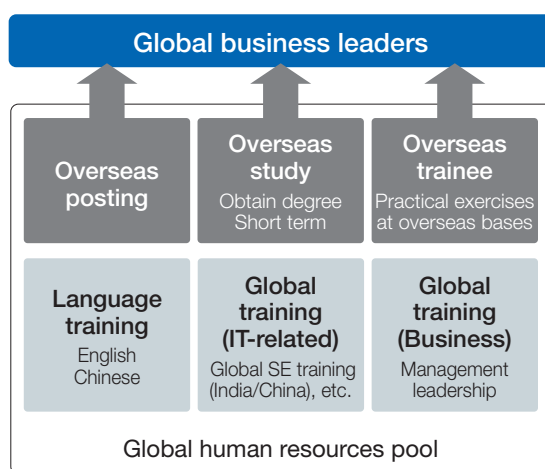 Global business leaders
Overseas
posting
Overseas
study
Obtain degree
Short term
Overseas
trainee
Practical exercises
at overseas bases
Language
training
English
Chinese
Global
training
(IT-related)
Global SE training
(India/China), etc.
Global
training
(Business)
Management
leadership
Global human resources pool